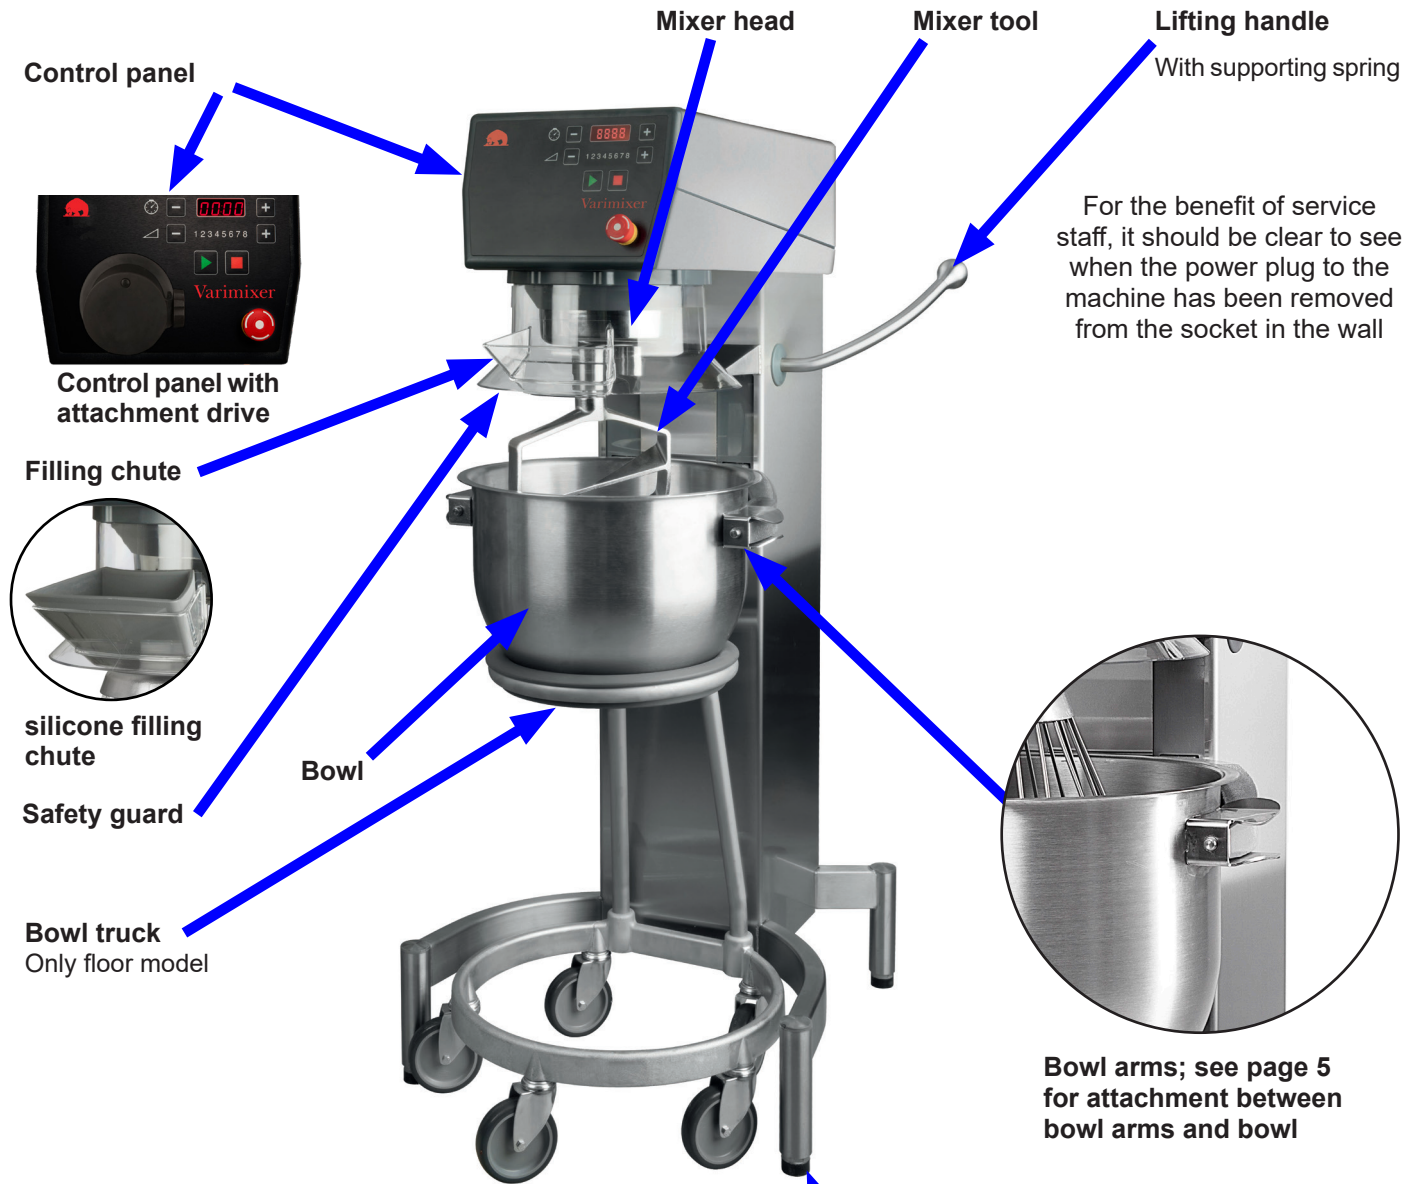 Mixer head
Mixer tool
Lifting handle
With supporting spring
Control panel
8888
12345678
Varimixer
For the benefit of service
staff, it should be clear to see
when the power plug to the
machine has been removed
from the socket in the wall
0000
12345678
Varimixer
Control panel with
attachment drive
Filling chute
silicone filling
chute
Bowl
Safety guard
Bowl truck
Only floor model
Bowl arms; see page 5
for attachment between
bowl arms and bowl